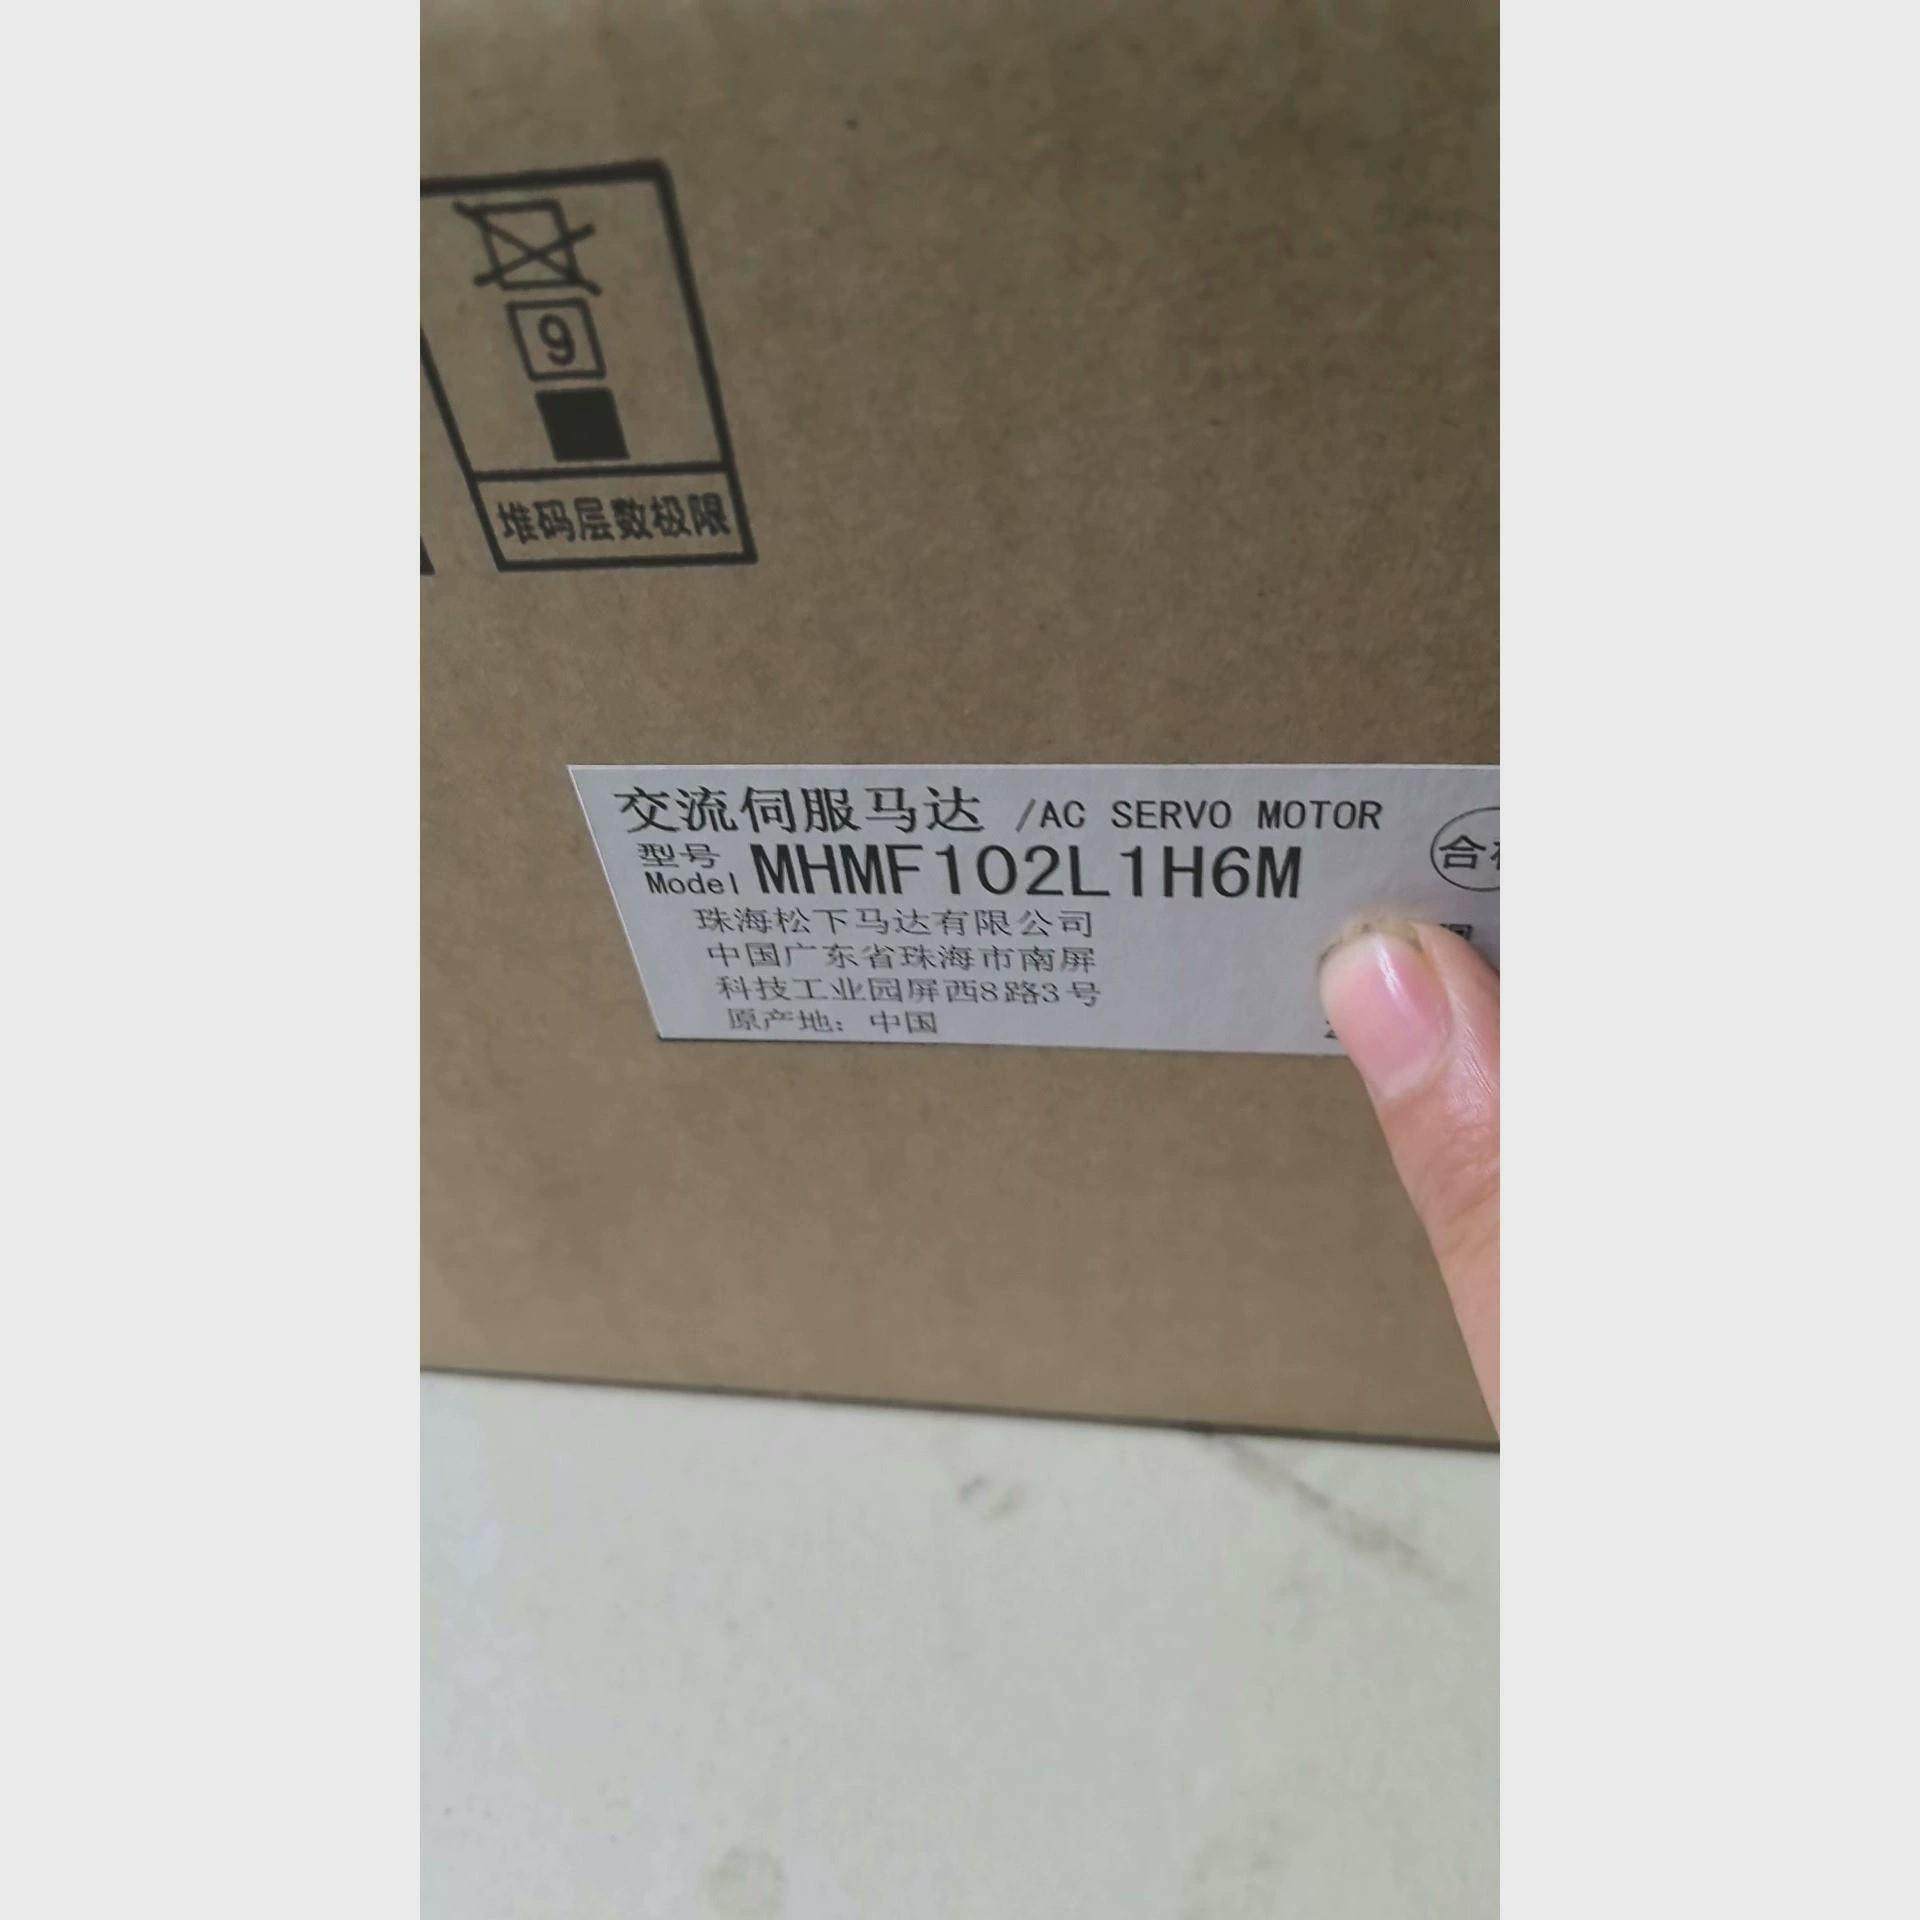 9
堆码层数极限
交流伺服马达 /AC SERVO MOTOR
型号
Model MHMF102L1H6M
合
珠海松下马达有限公司
中国广东省珠海市南屏
科技工业园屏西8路3号
原产地: 中国